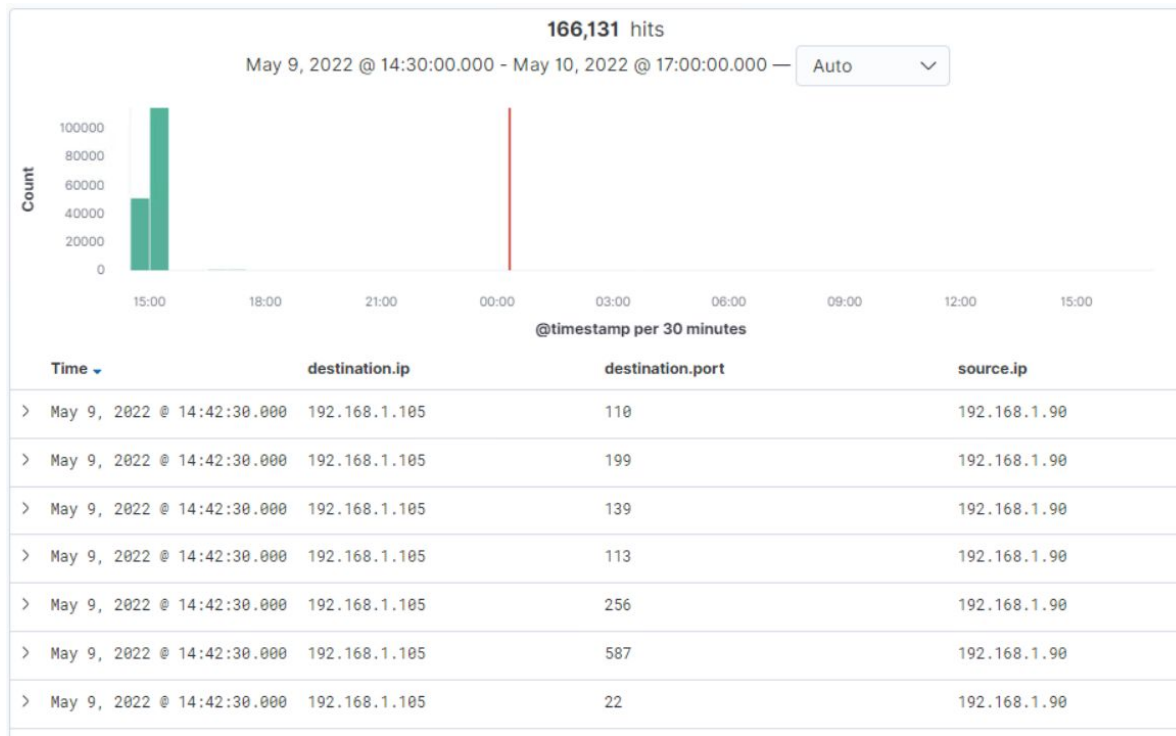 166,131 hits
May 9, 2022 @ 14:30:00.000 - May 10, 2022 @ 17:00:00.000 — Auto
Count
100000
80000
60000
40000
20000
0
15:00 18:00 21:00 00:00 03:00 06:00 09:00 12:00 15:00
@timestamp per 30 minutes
Time destination.ip destination.port source.ip
May 9, 2022 @ 14:42:30.000 192.168.1.105 110 192.168.1.90
May 9, 2022 @ 14:42:30.000 192.168.1.105 199 192.168.1.90
May 9, 2022 @ 14:42:30.000 192.168.1.105 139 192.168.1.90
May 9, 2022 @ 14:42:30.000 192.168.1.105 113 192.168.1.90
May 9, 2022 @ 14:42:30.000 192.168.1.105 256 192.168.1.90
May 9, 2022 @ 14:42:30.000 192.168.1.105 587 192.168.1.90
May 9, 2022 @ 14:42:30.000 192.168.1.105 22 192.168.1.90